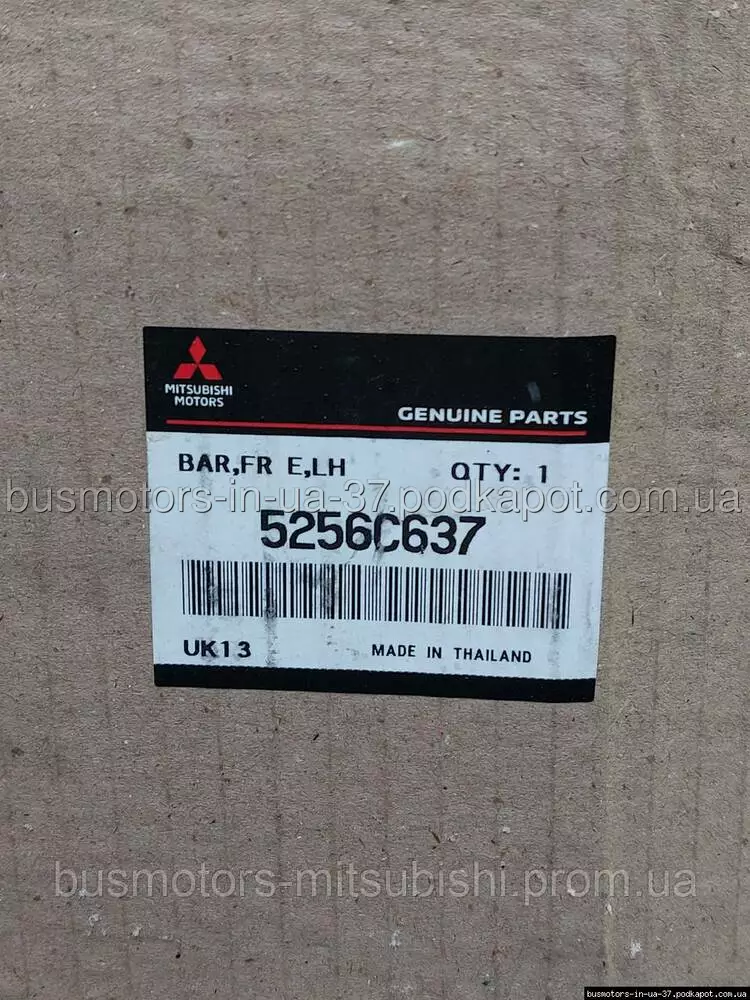 MITSUBISHI
MOTORS
GENUINE PARTS
BAR,FR E,LH QTY: 1
busmotors-in-ua-37.podkapot.com.ua
5256C637
UK13 MADE IN THAILAND
busmotors-mitsubishi.prom.ua
busmotors-in-ua-37.podkapot.com.ua